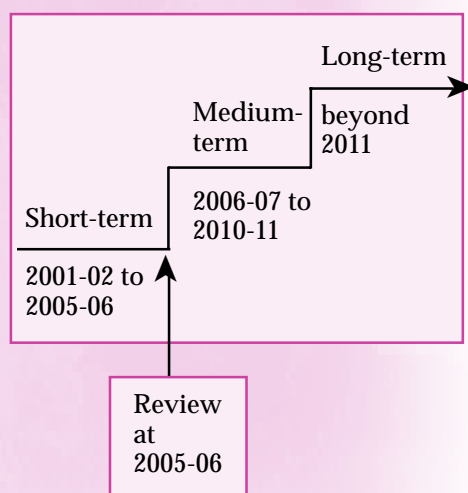 Long-term
beyond
2011
Medium-
term
2006-07 to
2010-11
Short-term
2001-02 to
2005-06
Review
at
2005-06